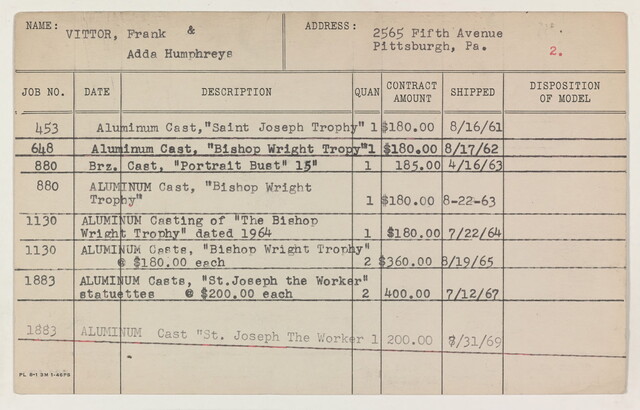 NAME: VITTOR, Frank & ADDRESS: 2565 Fifth Avenue
Adda Humphreys Pittsburgh, Pa. 2.
JOB NO. DATE DESCRIPTION QUAN CONTRACT AMOUNT SHIPPED DISPOSITION OF MODEL
453 Aluminum Cast,"Saint Joseph Trophy" 1 $180.00 8/16/61
648 Aluminum Cast, "Bishop Wright Tropy"1 $180.00 8/17/62
880 Brz. Cast, "Portrait Bust" 15" 1 185.00 4/16/63
880 ALUMINUM Cast, "Bishop Wright
Trophy" 1 $180.00 8-22-63
1130 ALUMINUM Casting of "The Bishop
Wright Trophy" dated 1964 1 $180.00 7/22/64
1130 ALUMINUM Casts, "Bishop Wright Trophy"
@ $180.00 each 2 $360.00 8/19/65
1883 ALUMINUM Casts, "St.Joseph the Worker"
statuettes @ $200.00 each 2 400.00 7/12/67
1883 ALUMINUM Cast "St. Joseph The Worker 1 200.00 7/31/69